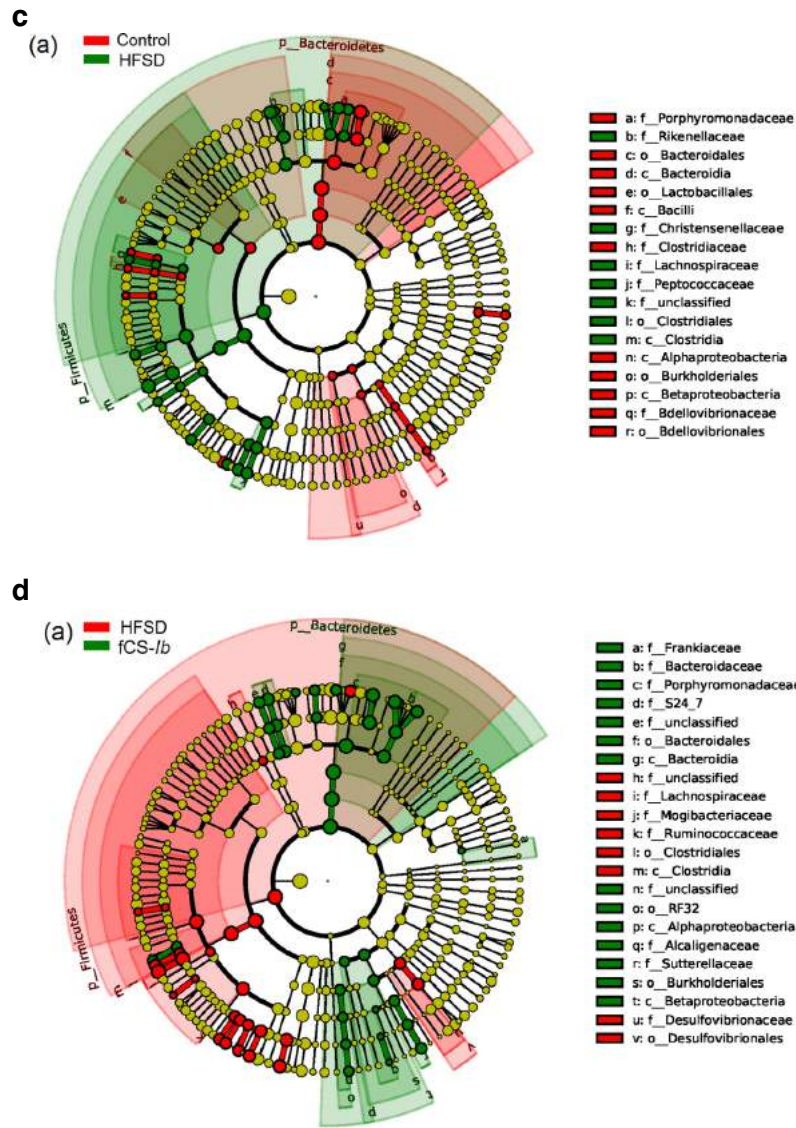 c
(a)
Control
HFSD
p__Bacteroidetes
d
c
a
f
e
P__Firmicutes
m
r
o
p
n
a: f__Porphyromonadaceae
b: f__Rikenellaceae
c: o__Bacteroidales
d: c__Bacteroidia
e: o__Lactobacillales
f: c__Bacilli
g: f__Christensenellaceae
h: f__Clostridiaceae
i: f__Lachnospiraceae
j: f__Peptococcaceae
k: f__unclassified
l: o__Clostridiales
m: c__Clostridia
n: c__Alphaproteobacteria
o: o__Burkholderiales
p: c__Betaproteobacteria
q: f__Bdellovibrionaceae
r: o__Bdellovibrionales
d
(a)
HFSD
fCS-lb
p__Bacteroidetes
g
f
c
b
h
e
P__Firmicutes
m
v
s
t
p
o
a: f__Frankiaceae
b: f__Bacteroidaceae
c: f__Porphyromonadaceae
d: f__S24_7
e: f__unclassified
f: o__Bacteroidales
g: c__Bacteroidia
h: f__unclassified
i: f__Lachnospiraceae
j: f__Mogibacteriaceae
k: f__Ruminococcaceae
l: o__Clostridiales
m: c__Clostridia
n: f__unclassified
o: o__RF32
p: c__Alphaproteobacteria
q: f__Alcaligenaceae
r: f__Sutterellaceae
s: o__Burkholderiales
t: c__Betaproteobacteria
u: f__Desulfovibrionaceae
v: o__Desulfovibrionales